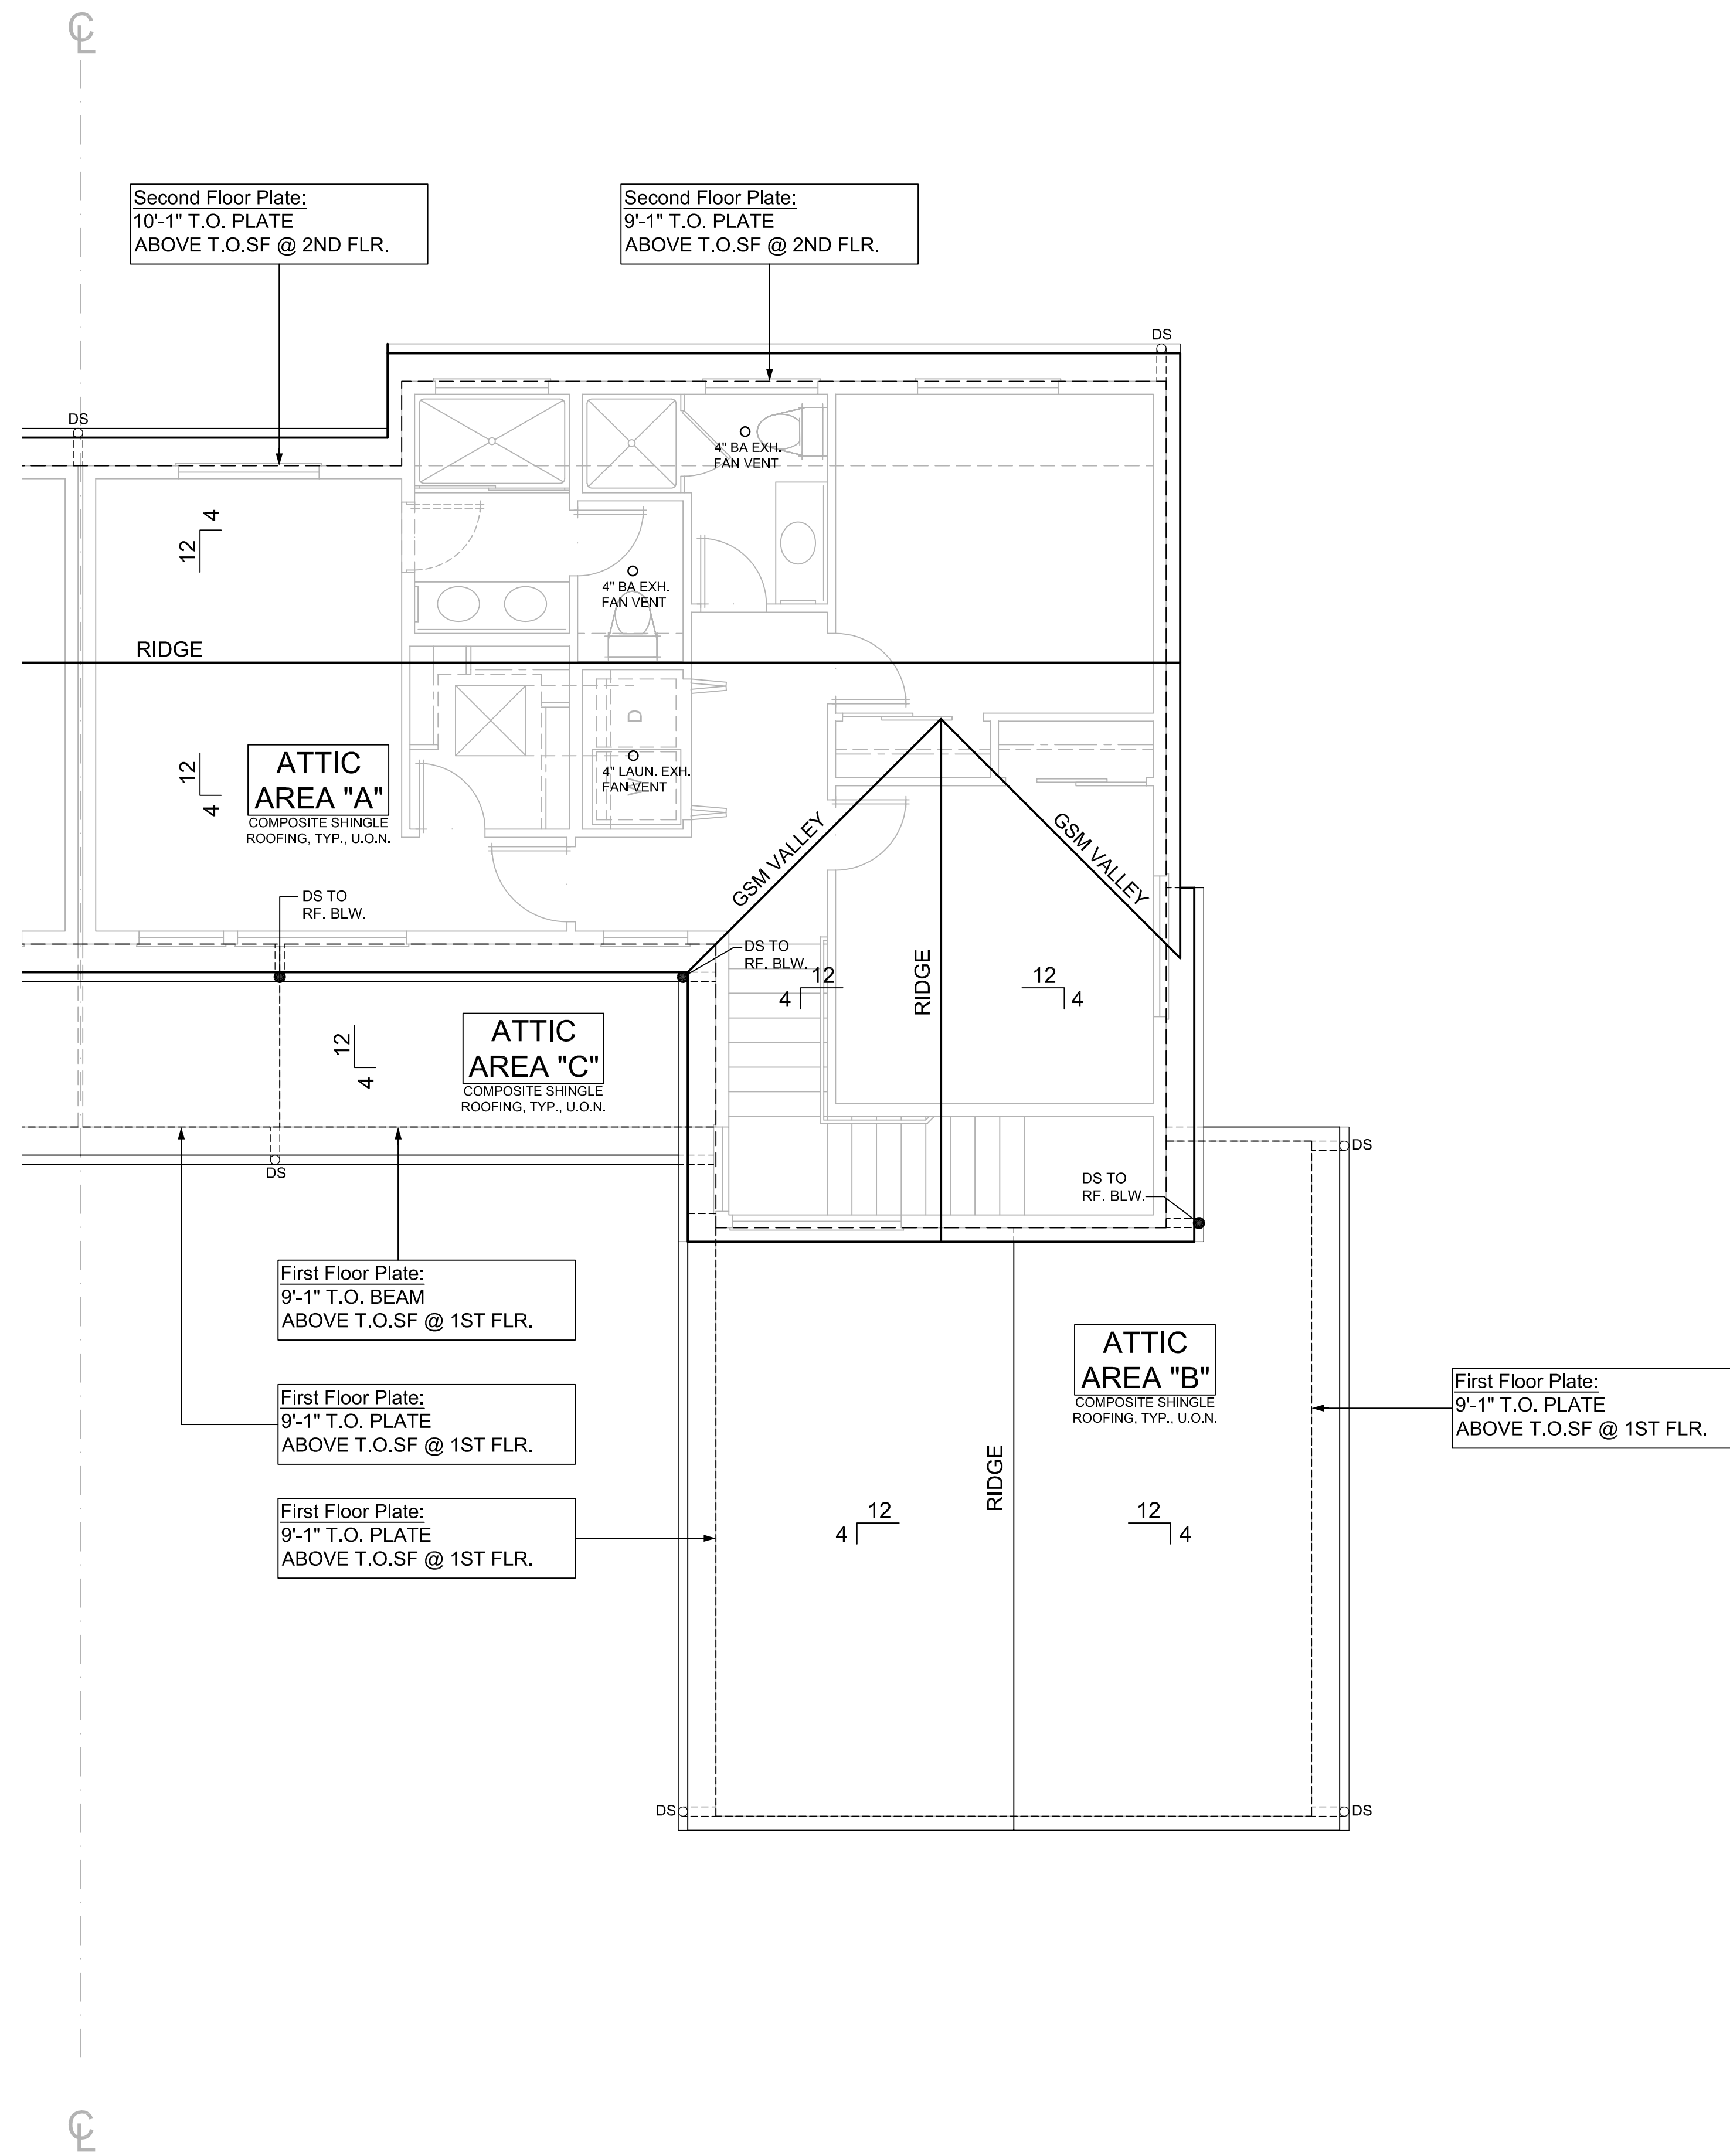 CL
Second Floor Plate:
10'-1" T.O. PLATE
ABOVE T.O.SF @ 2ND FLR.
Second Floor Plate:
9'-1" T.O. PLATE
ABOVE T.O.SF @ 2ND FLR.
DS
DS
4" BA EXH.
FAN VENT
12
4
4" BA EXH.
FAN VENT
RIDGE
D
W
4" LAUN. EXH.
FAN VENT
12
4
ATTIC
AREA "A"
COMPOSITE SHINGLE
ROOFING, TYP., U.O.N.
GSM VALLEY
GSM VALLEY
DS TO
RF. BLW.
DS TO
RF. BLW.
12
4
RIDGE
12
4
ATTIC
AREA "C"
COMPOSITE SHINGLE
ROOFING, TYP., U.O.N.
12
4
DS
DS
DS TO
RF. BLW.
First Floor Plate:
9'-1" T.O. BEAM
ABOVE T.O.SF @ 1ST FLR.
First Floor Plate:
9'-1" T.O. PLATE
ABOVE T.O.SF @ 1ST FLR.
First Floor Plate:
9'-1" T.O. PLATE
ABOVE T.O.SF @ 1ST FLR.
ATTIC
AREA "B"
COMPOSITE SHINGLE
ROOFING, TYP., U.O.N.
First Floor Plate:
9'-1" T.O. PLATE
ABOVE T.O.SF @ 1ST FLR.
RIDGE
12
4
12
4
DS
DS
CL